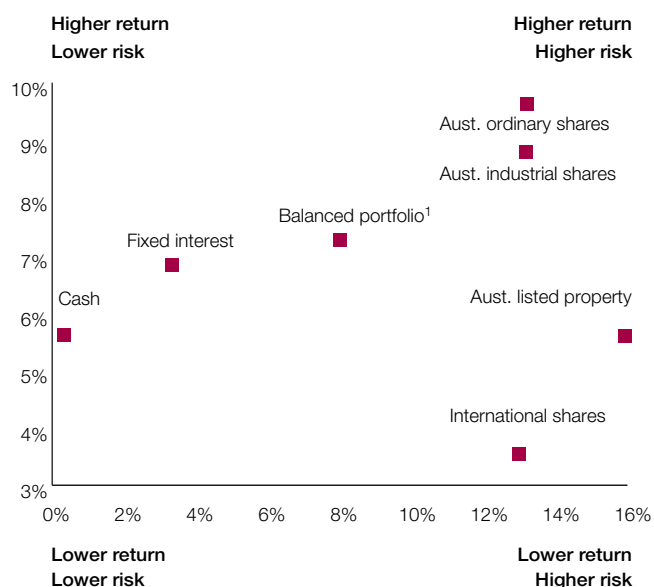 Higher return
Lower risk
Higher return
Higher risk
10%
9%
8%
7%
6%
5%
4%
3%
Aust. ordinary shares
Aust. industrial shares
Balanced portfolio¹
Fixed interest
Cash
Aust. listed property
International shares
0%
2%
4%
6%
8%
10%
12%
14%
16%
Lower return
Lower risk
Lower return
Higher risk